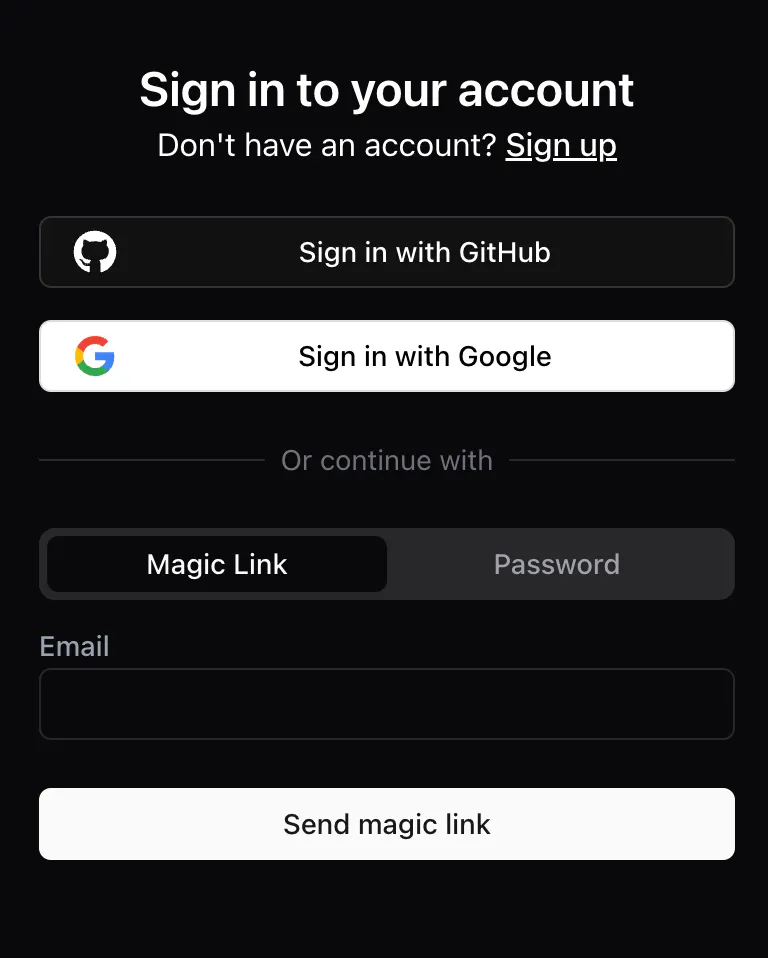 Sign in to your account
Don't have an account? Sign up
Sign in with GitHub
Sign in with Google
Or continue with
Magic Link
Password
Email
Send magic link